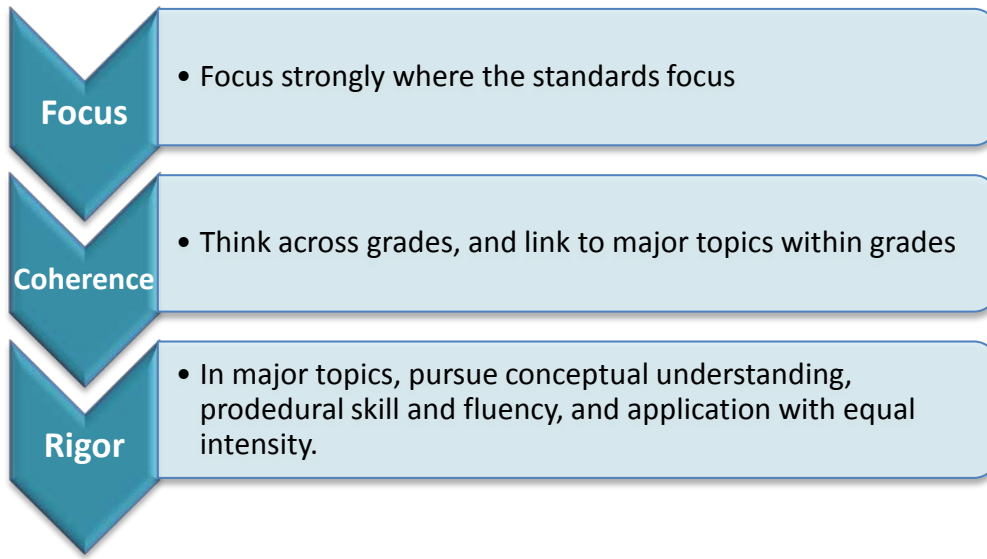 Focus
• Focus strongly where the standards focus
Coherence
• Think across grades, and link to major topics within grades
Rigor
• In major topics, pursue conceptual understanding,
prodedural skill and fluency, and application with equal
intensity.